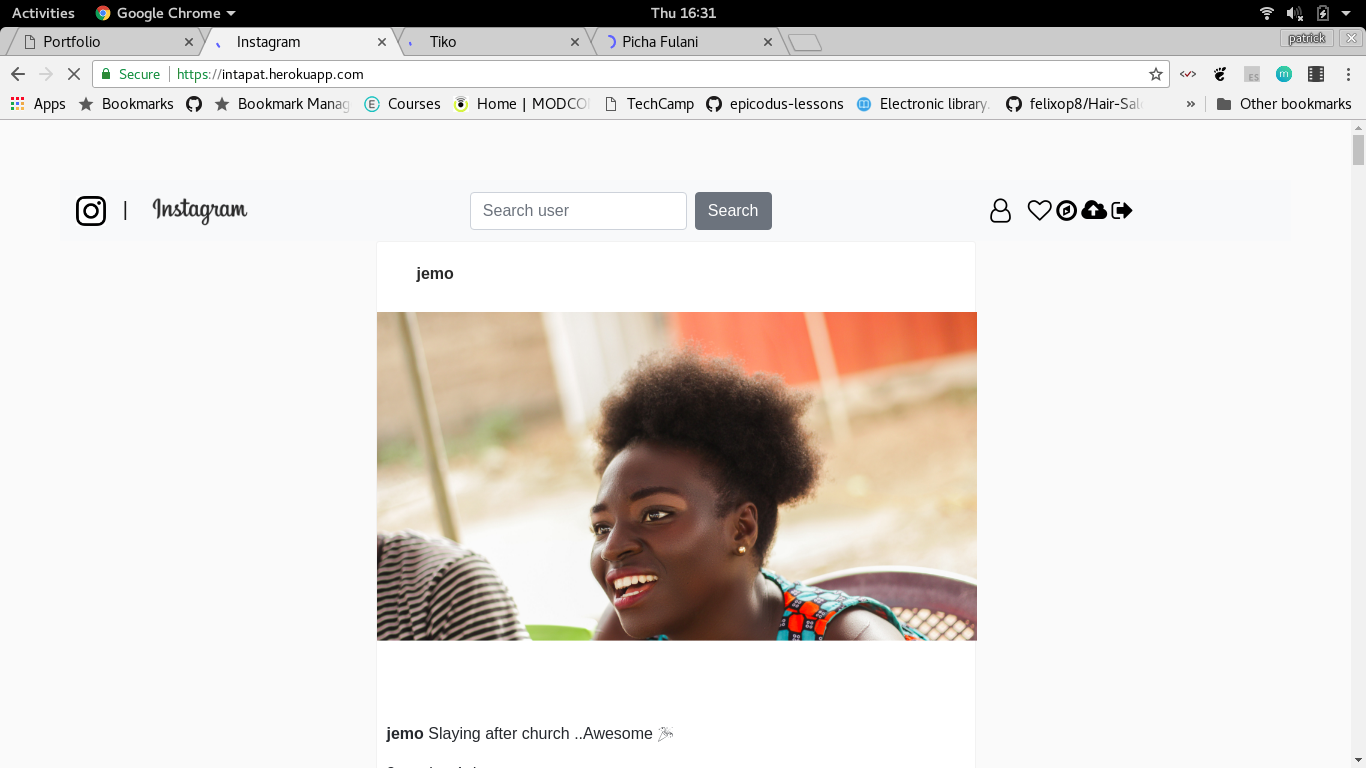 Activities Google Chrome Thu 16:31
Portfolio Instagram Tiko Picha Fulani patrick
Secure https://intapat.herokuapp.com
Apps Bookmarks Bookmark Manag Courses Home | MODCO TechCamp epicodus-lessons Electronic library. felixop8/Hair-Sal » Other bookmarks
| Instagram Search user Search
jemo
jemo Slaying after church ..Awesome 🎉